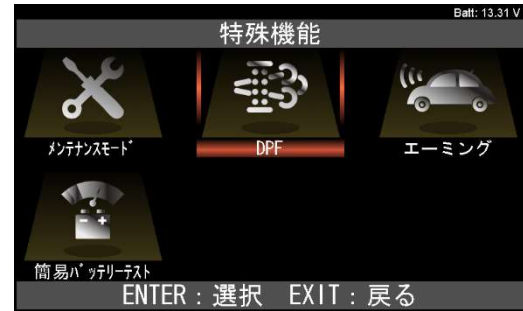 Batt: 13.31 V
特殊機能
ﾒﾝﾃﾅﾝｽﾓｰﾄﾞ
DPF
エーミング
簡易ﾊﾞｯﾃﾘｰﾃｽﾄ
ENTER：選択 EXIT：戻る